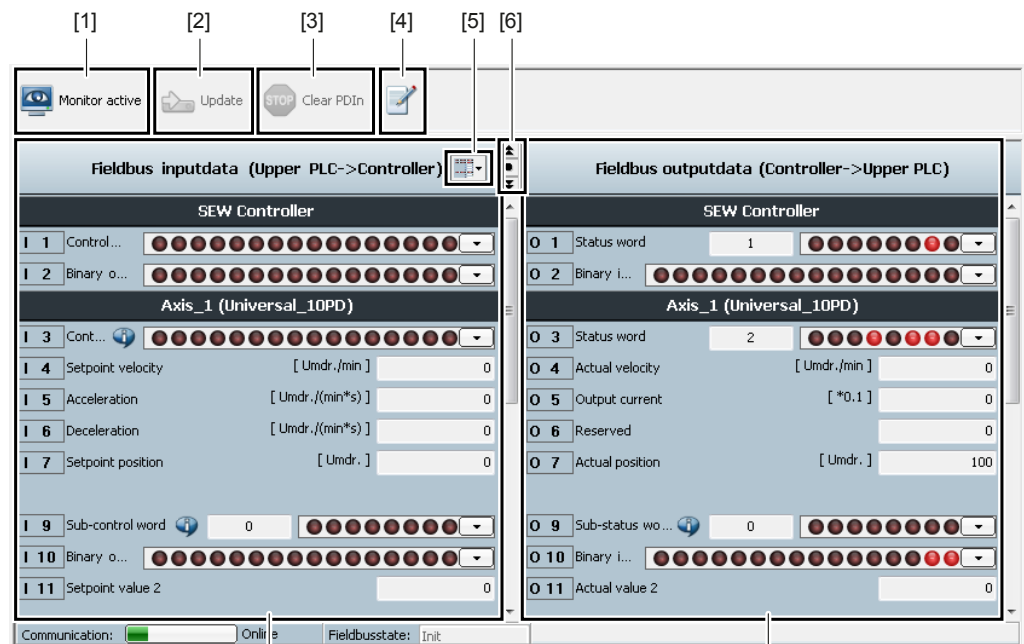 [1] [2] [3] [4] [5] [6]
Monitor active Update STOP Clear PDIn
Fieldbus inputdata (Upper PLC->Controller) Fieldbus outputdata (Controller->Upper PLC)
SEW Controller SEW Controller
I 1 Control... O 1 Status word 1
I 2 Binary o... O 2 Binary i...
Axis_1 (Universal_10PD) Axis_1 (Universal_10PD)
I 3 Cont... O 3 Status word 2
I 4 Setpoint velocity [ Umdr./min ] 0 O 4 Actual velocity [ Umdr./min ] 0
I 5 Acceleration [ Umdr./(min*s) ] 0 O 5 Output current [ *0.1 ] 0
I 6 Deceleration [ Umdr./(min*s) ] 0 O 6 Reserved 0
I 7 Setpoint position [ Umdr. ] 0 O 7 Actual position [ Umdr. ] 100
I 9 Sub-control word 0 O 9 Sub-status wo... 0
I 10 Binary o... O 10 Binary i...
I 11 Setpoint value 2 0 O 11 Actual value 2 0
Communication: Online Fieldbusstate: Init